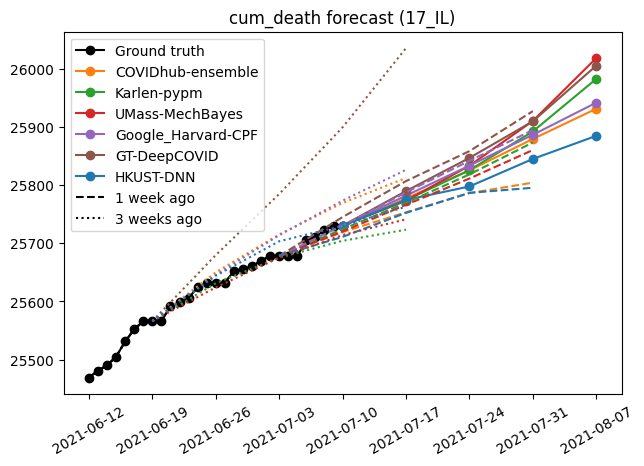 cum_death forecast (17_IL)
26000
25900
25800
25700
25600
25500
Ground truth
COVIDhub-ensemble
Karlen-pypm
UMass-MechBayes
Google_Harvard-CPF
GT-DeepCOVID
HKUST-DNN
1 week ago
3 weeks ago
2021-06-12
2021-06-19
2021-06-26
2021-07-03
2021-07-10
2021-07-17
2021-07-24
2021-07-31
2021-08-07